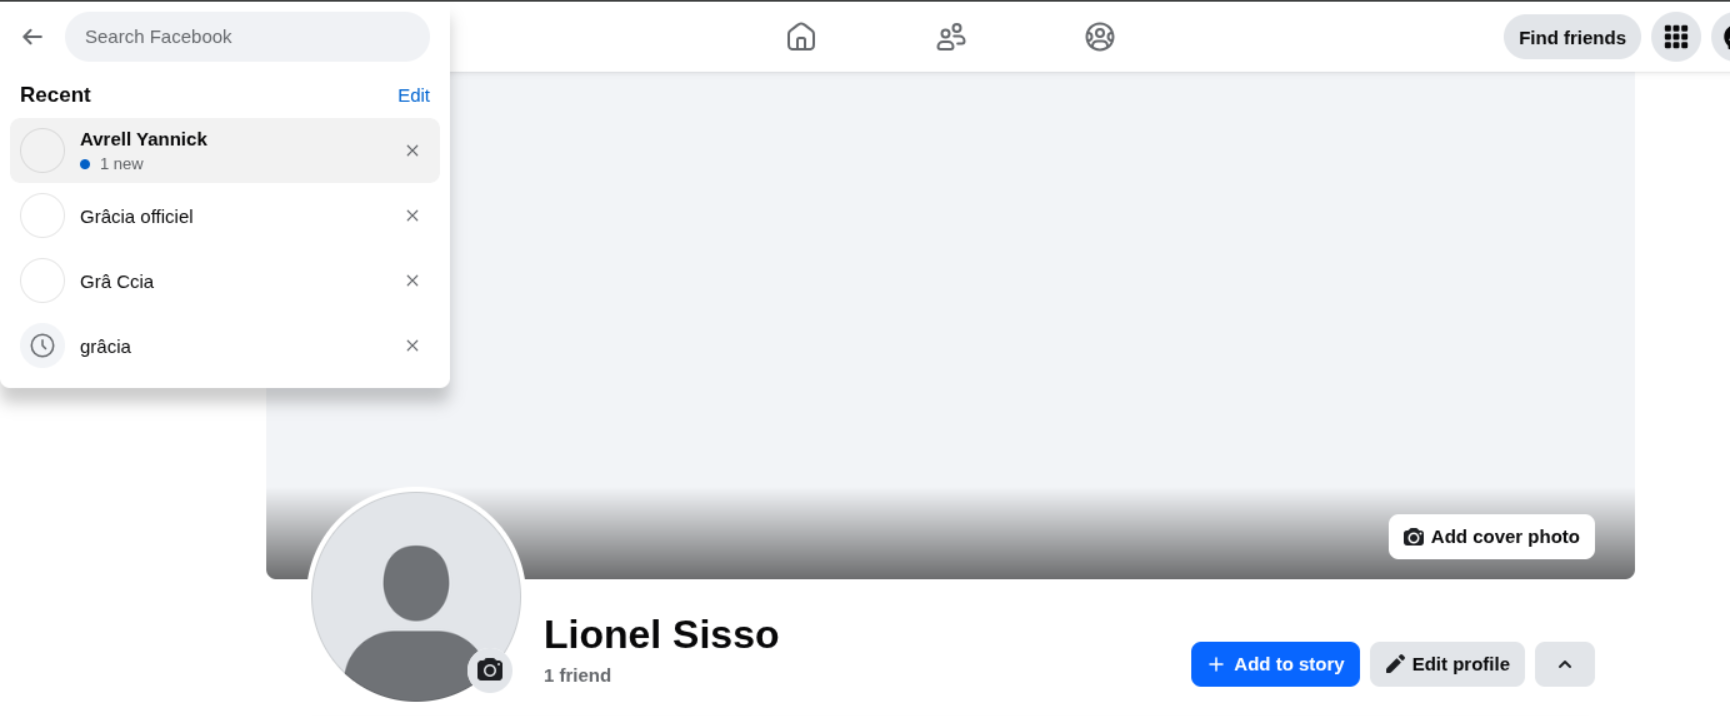 Search Facebook
Find friends
Recent
Edit
Avrell Yannick
1 new
Grâcia officiel
Grâ Ccia
grâcia
Add cover photo
Lionel Sisso
1 friend
Add to story
Edit profile